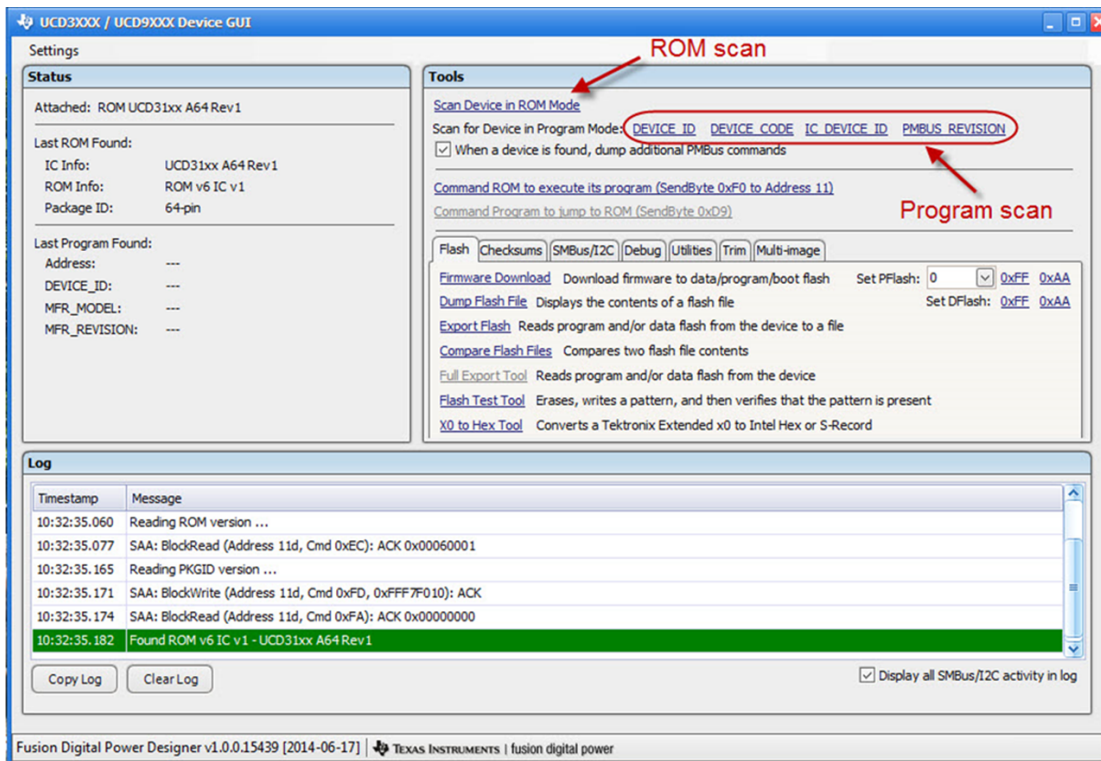 UCD3XXX / UCD9XXX Device GUI
Settings
ROM scan
Status
Attached: ROM UCD31xx A64 Rev1
Last ROM Found:
IC Info: UCD31xx A64 Rev1
ROM Info: ROM v6 IC v1
Package ID: 64-pin
Last Program Found:
Address: ---
DEVICE_ID: ---
MFR_MODEL: ---
MFR_REVISION: ---
Tools
Scan Device in ROM Mode
Scan for Device in Program Mode: DEVICE_ID DEVICE_CODE IC_DEVICE_ID PMBUS_REVISION
When a device is found, dump additional PMBus commands
Command ROM to execute its program (SendByte 0xF0 to Address 11)
Program scan
Command Program to jump to ROM (SendByte 0xD9)
Flash Checksums SMBus/I2C Debug Utilities Trim Multi-image
Firmware Download Download firmware to data/program/boot flash Set PFlash: 0 0xFF 0xAA
Dump Flash File Displays the contents of a flash file Set DFlash: 0xFF 0xAA
Export Flash Reads program and/or data flash from the device to a file
Compare Flash Files Compares two flash file contents
Full Export Tool Reads program and/or data flash from the device
Flash Test Tool Erases, writes a pattern, and then verifies that the pattern is present
X0 to Hex Tool Converts a Tektronix Extended x0 to Intel Hex or S-Record
Log
Timestamp Message
10:32:35.060 Reading ROM version ...
10:32:35.077 SAA: BlockRead (Address 11d, Cmd 0xEC): ACK 0x00060001
10:32:35.165 Reading PKGID version ...
10:32:35.171 SAA: BlockWrite (Address 11d, Cmd 0xFD, 0xFFF7F010): ACK
10:32:35.174 SAA: BlockRead (Address 11d, Cmd 0xFA): ACK 0x00000000
10:32:35.182 Found ROM v6 IC v1 - UCD31xx A64 Rev1
Copy Log Clear Log Display all SMBus/I2C activity in log
Fusion Digital Power Designer v1.0.0.15439 [2014-06-17] TEXAS INSTRUMENTS | fusion digital power